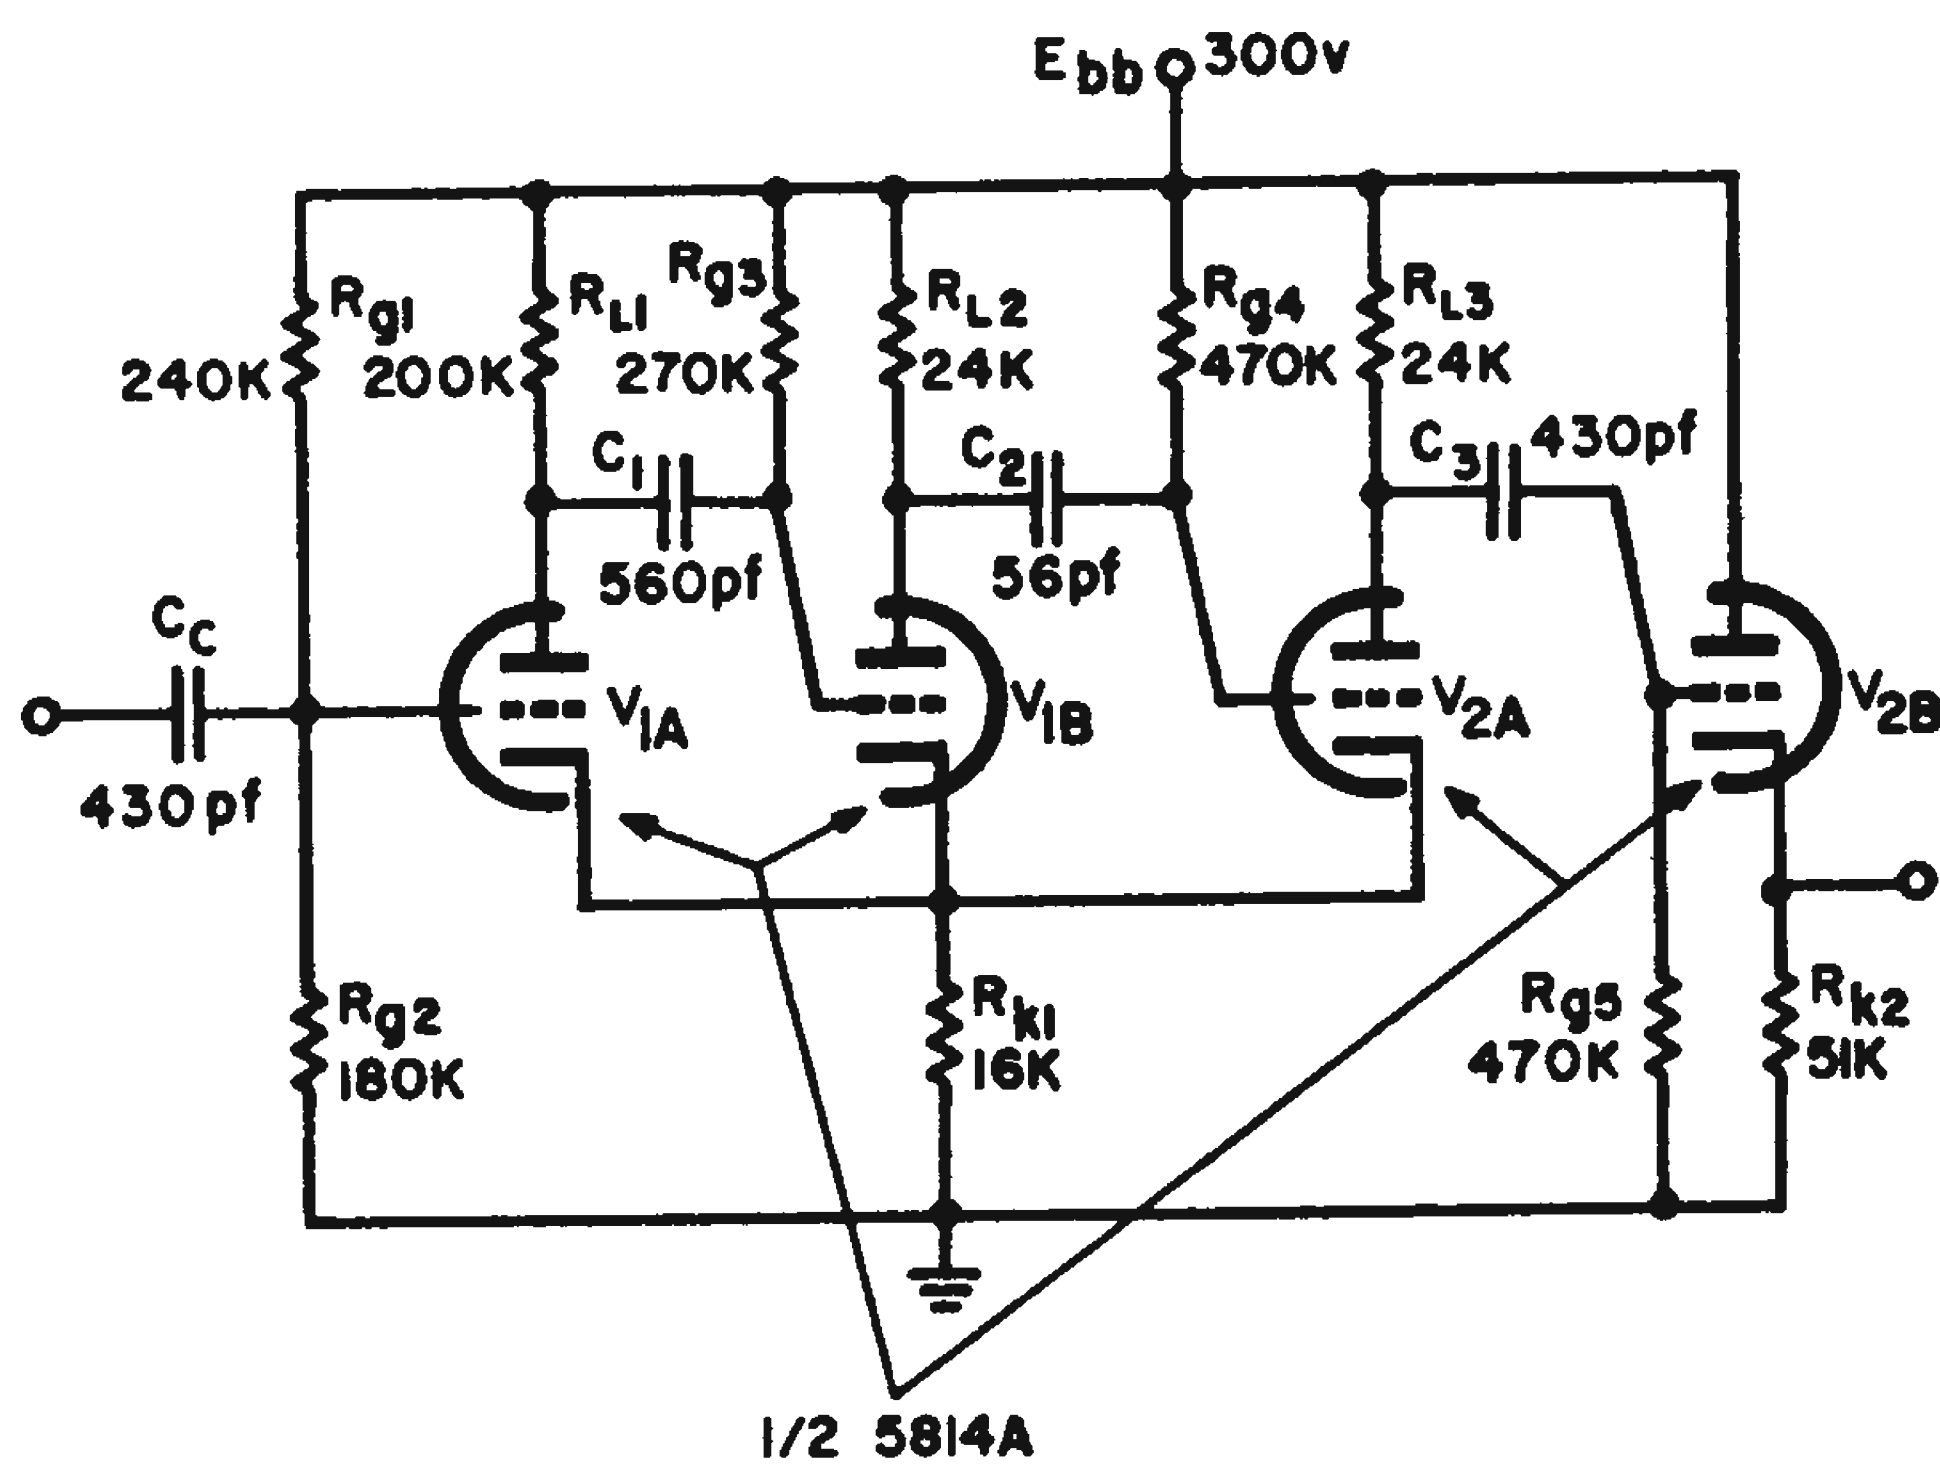 Ebb 300v
Rg1
240K
RL1
200K
Rg3
270K
RL2
24K
Rg4
470K
RL3
24K
C1
560pf
C2
56pf
C3 430pf
Cc
430pf
V1A
V1B
V2A
V2B
Rg2
180K
Rk1
16K
Rg5
470K
Rk2
51K
1/2 5814A